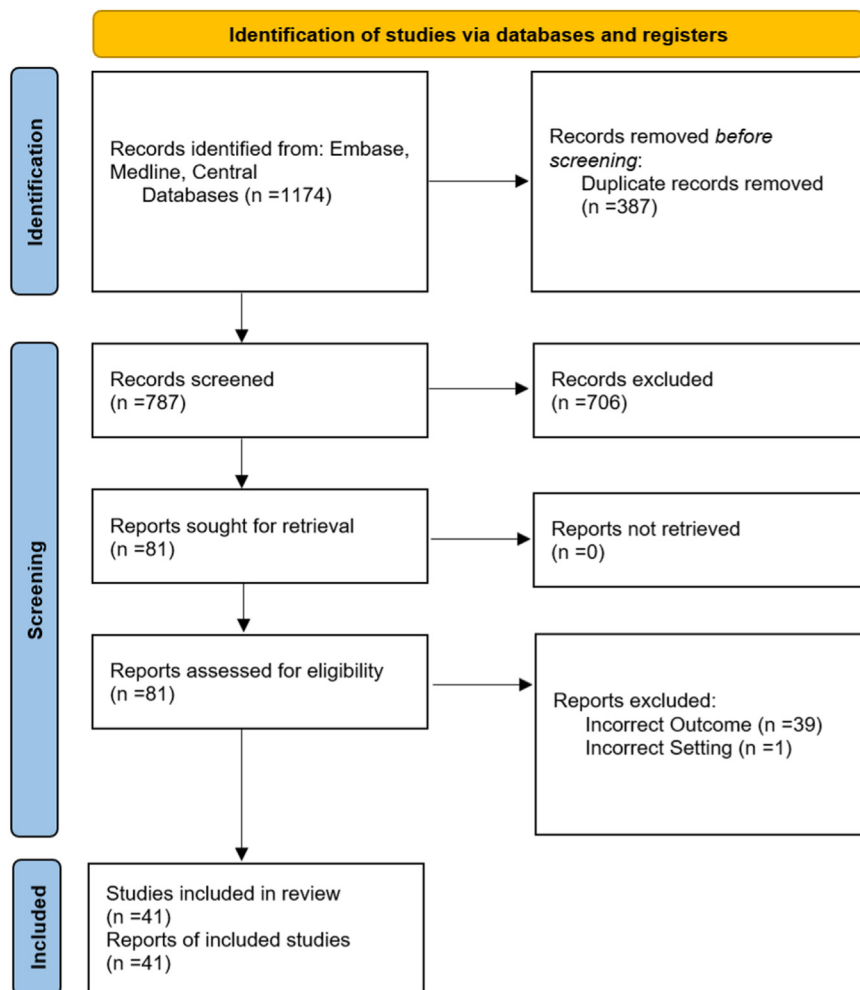 Identification of studies via databases and registers
Identification
Records identified from: Embase,
Medline, Central
Databases (n =1174)
Records removed before
screening:
Duplicate records removed
(n =387)
Screening
Records screened
(n =787)
Records excluded
(n =706)
Reports sought for retrieval
(n =81)
Reports not retrieved
(n =0)
Reports assessed for eligibility
(n =81)
Reports excluded:
Incorrect Outcome (n =39)
Incorrect Setting (n =1)
Included
Studies included in review
(n =41)
Reports of included studies
(n =41)